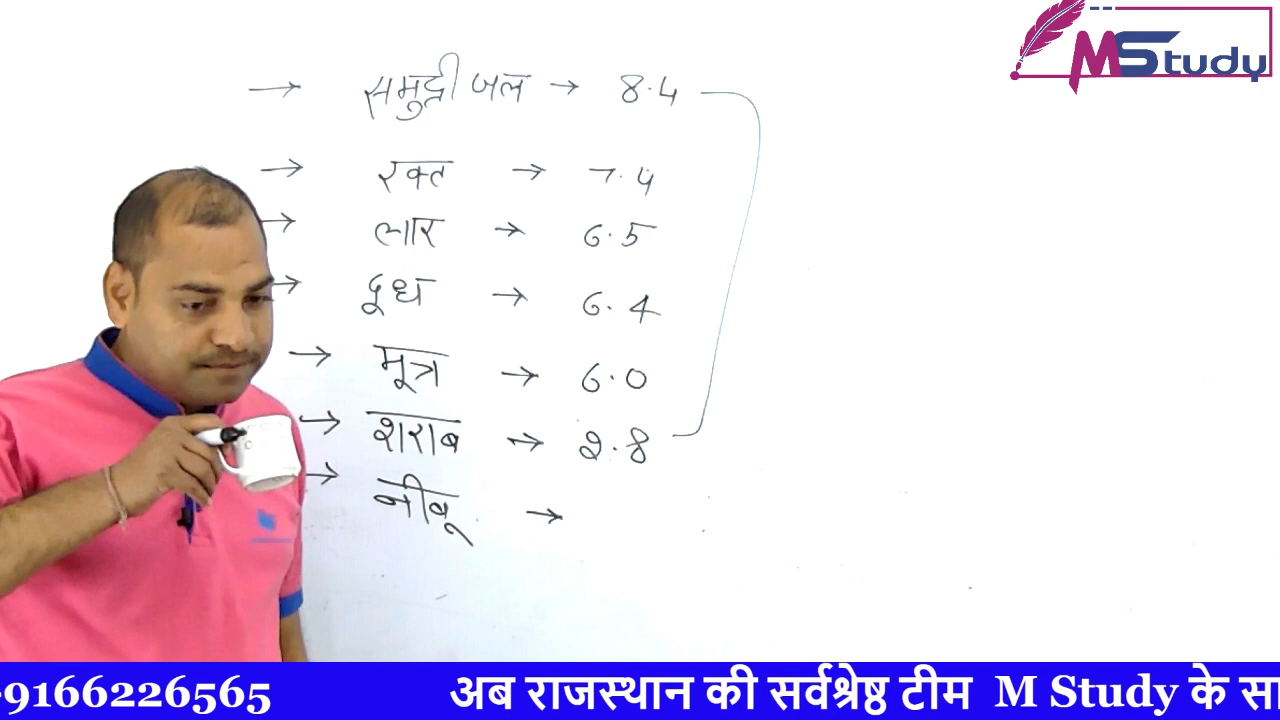 MStudy
→ समुद्री जल → 8.4
→ रक्त → 7.4
→ लार → 6.5
→ दूध → 6.4
→ मूत्र → 6.0
→ शराब → 2.8
→ नीबू →
-9166226565 अब राजस्थान की सर्वश्रेष्ठ टीम M Study के सा